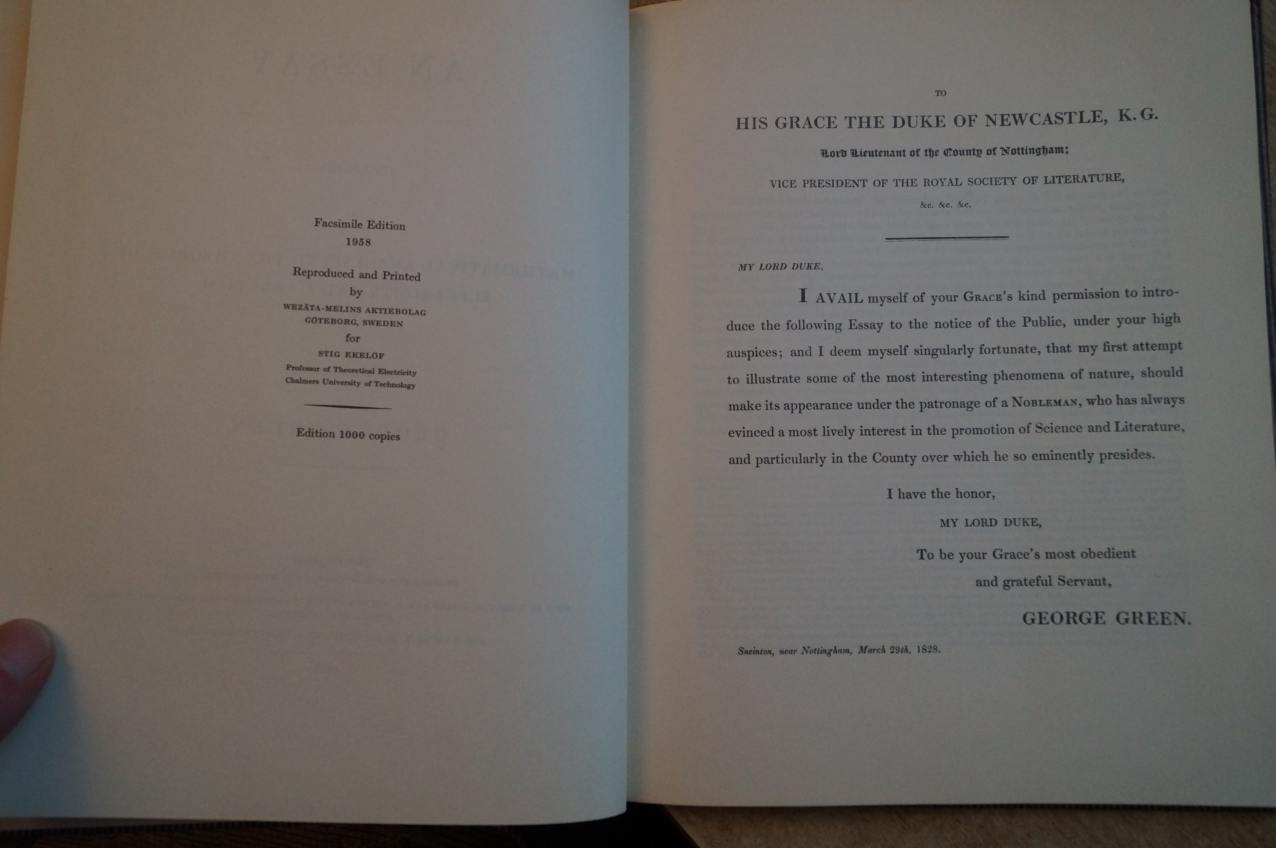 Facsimile Edition
1958
Reproduced and Printed
by
WEZÄTA-MELINS AKTIEBOLAG
GÖTEBORG, SWEDEN
for
STIG EKELÖF
Professor of Theoretical Electricity
Chalmers University of Technology
Edition 1000 copies
TO
HIS GRACE THE DUKE OF NEWCASTLE, K. G.
Lord Lieutenant of the County of Nottingham;
VICE PRESIDENT OF THE ROYAL SOCIETY OF LITERATURE,
&c. &c. &c.
MY LORD DUKE,
I AVAIL myself of your GRACE's kind permission to intro-
duce the following Essay to the notice of the Public, under your high
auspices; and I deem myself singularly fortunate, that my first attempt
to illustrate some of the most interesting phenomena of nature, should
make its appearance under the patronage of a NOBLEMAN, who has always
evinced a most lively interest in the promotion of Science and Literature,
and particularly in the County over which he so eminently presides.
I have the honor,
MY LORD DUKE,
To be your Grace's most obedient
and grateful Servant,
GEORGE GREEN.
Sneinton, near Nottingham, March 29th, 1828.